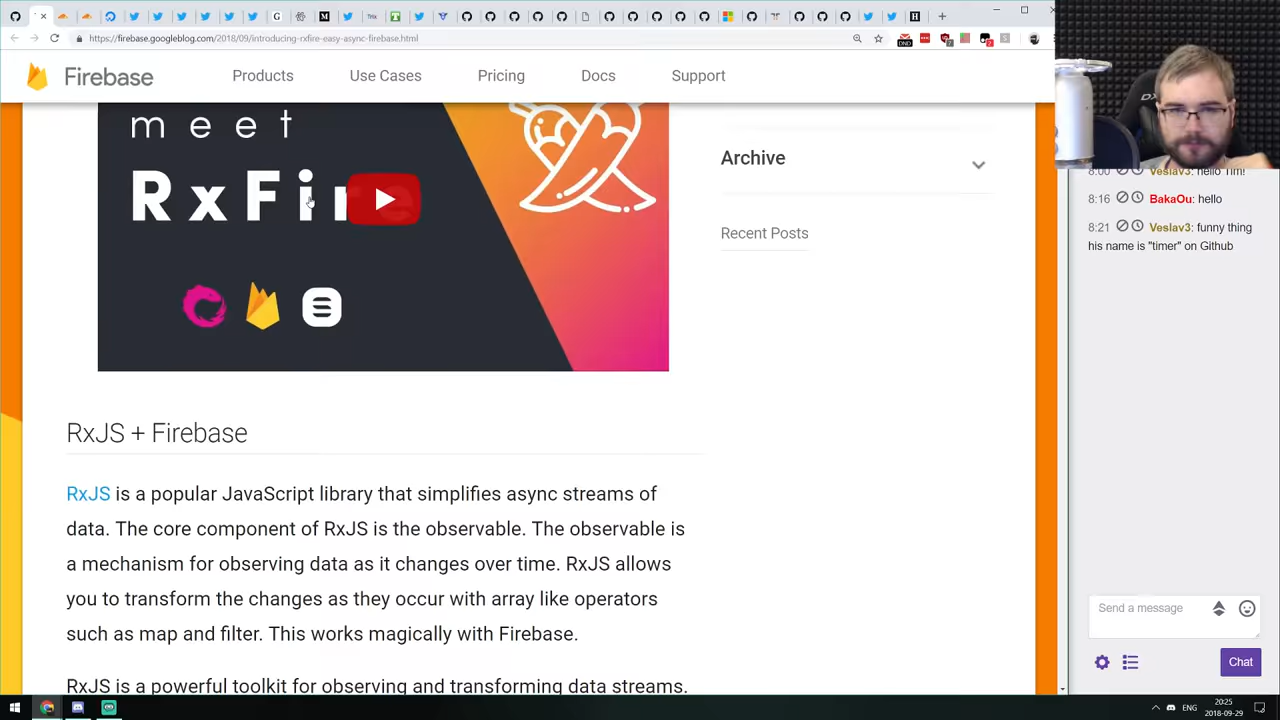 https://firebase.googleblog.com/2018/09/introducing-rxfire-easy-async-firebase.html
DND
Firebase
Products
Use Cases
Pricing
Docs
Support
meet
RxFire
Archive
Recent Posts
RxJS + Firebase
RxJS is a popular JavaScript library that simplifies async streams of
data. The core component of RxJS is the observable. The observable is
a mechanism for observing data as it changes over time. RxJS allows
you to transform the changes as they occur with array like operators
such as map and filter. This works magically with Firebase.
RxJS is a powerful toolkit for observing and transforming data streams.
8:00 Veslav3: hello Tim!
8:16 BakaOu: hello
8:21 Veslav3: funny thing
his name is "timer" on Github
Send a message
Chat
ENG
20:25
2018-09-29